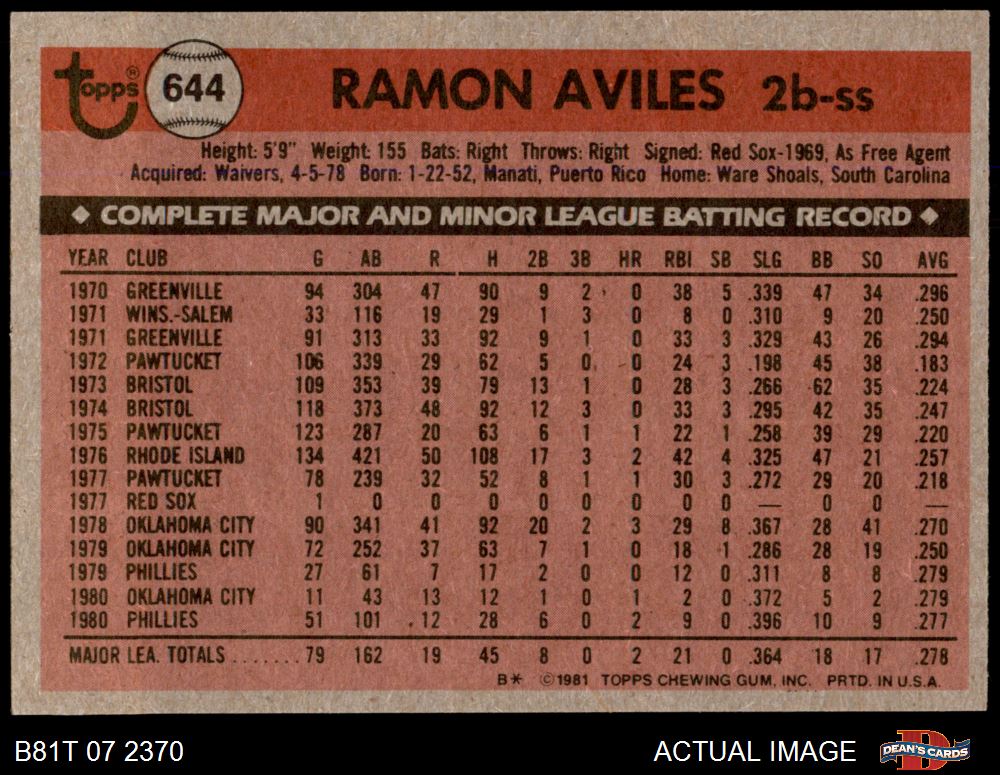 topps® 644 RAMON AVILES 2b-ss
Height: 5'9" Weight: 155 Bats: Right Throws: Right Signed: Red Sox-1969, As Free Agent
Acquired: Waivers, 4-5-78 Born: 1-22-52, Manati, Puerto Rico Home: Ware Shoals, South Carolina
◆ COMPLETE MAJOR AND MINOR LEAGUE BATTING RECORD ◆
YEAR CLUB G AB R H 2B 3B HR RBI SB SLG BB SO AVG
1970 GREENVILLE 94 304 47 90 9 2 0 38 5 .339 47 34 .296
1971 WINS.-SALEM 33 116 19 29 1 3 0 8 0 .310 9 20 .250
1971 GREENVILLE 91 313 33 92 9 1 0 33 3 .329 43 26 .294
1972 PAWTUCKET 106 339 29 62 5 0 0 24 3 .198 45 38 .183
1973 BRISTOL 109 353 39 79 13 1 0 28 3 .266 62 35 .224
1974 BRISTOL 118 373 48 92 12 3 0 33 3 .295 42 35 .247
1975 PAWTUCKET 123 287 20 63 6 1 1 22 1 .258 39 29 .220
1976 RHODE ISLAND 134 421 50 108 17 3 2 42 4 .325 47 21 .257
1977 PAWTUCKET 78 239 32 52 8 1 1 30 3 .272 29 20 .218
1977 RED SOX 1 0 0 0 0 0 0 0 0 — 0 0 —
1978 OKLAHOMA CITY 90 341 41 92 20 2 3 29 8 .367 28 41 .270
1979 OKLAHOMA CITY 72 252 37 63 7 1 0 18 1 .286 28 19 .250
1979 PHILLIES 27 61 7 17 2 0 0 12 0 .311 8 8 .279
1980 OKLAHOMA CITY 11 43 13 12 1 0 1 2 0 .372 5 2 .279
1980 PHILLIES 51 101 12 28 6 0 2 9 0 .396 10 9 .277
MAJOR LEA. TOTALS ....... 79 162 19 45 8 0 2 21 0 .364 18 17 .278
B* ©1981 TOPPS CHEWING GUM, INC. PRTD. IN U.S.A.
B81T 07 2370 ACTUAL IMAGE DEAN'S CARDS